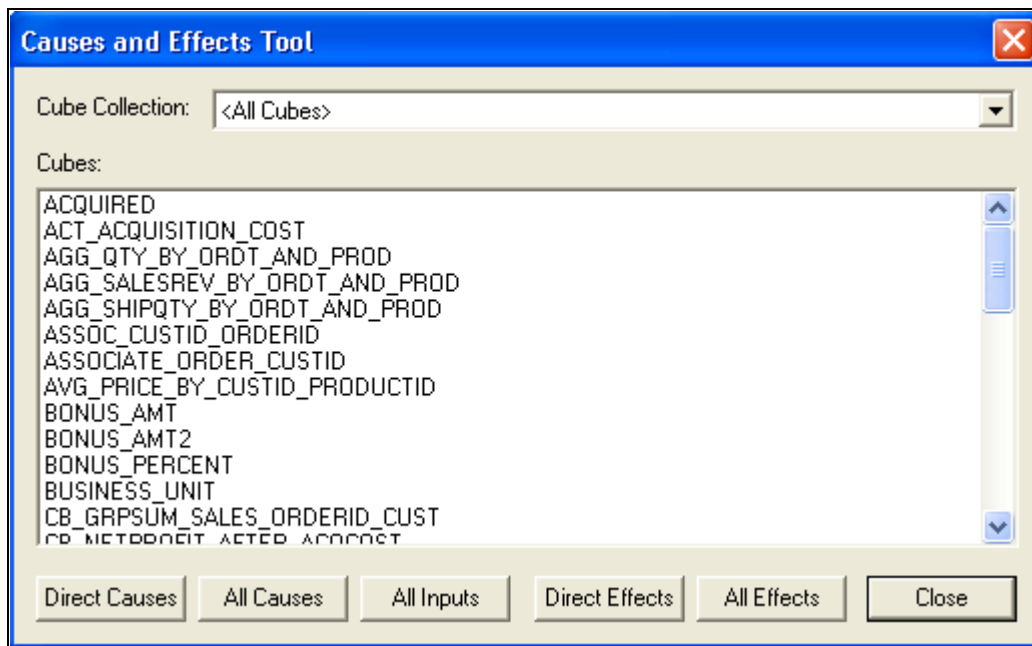 Causes and Effects Tool
Cube Collection: <All Cubes>
Cubes:
ACQUIRED
ACT_ACQUISITION_COST
AGG_QTY_BY_ORDT_AND_PROD
AGG_SALESREV_BY_ORDT_AND_PROD
AGG_SHIPQTY_BY_ORDT_AND_PROD
ASSOC_CUSTID_ORDERID
ASSOCIATE_ORDER_CUSTID
AVG_PRICE_BY_CUSTID_PRODUCTID
BONUS_AMT
BONUS_AMT2
BONUS_PERCENT
BUSINESS_UNIT
CB_GRPSUM_SALES_ORDERID_CUST
CB_NETPROFIT_AFTER_ACQCOST
Direct Causes All Causes All Inputs Direct Effects All Effects Close